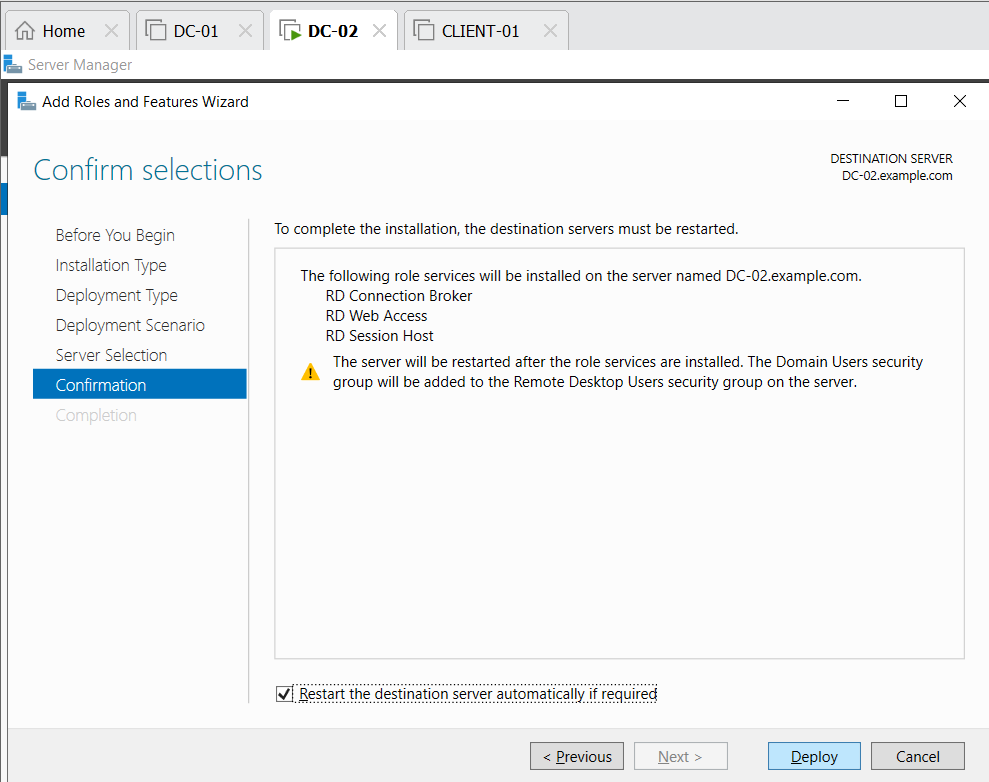 Home
DC-01
DC-02
CLIENT-01
Server Manager
Add Roles and Features Wizard
Confirm selections
DESTINATION SERVER
DC-02.example.com
Before You Begin
Installation Type
Deployment Type
Deployment Scenario
Server Selection
Confirmation
Completion
To complete the installation, the destination servers must be restarted.
The following role services will be installed on the server named DC-02.example.com.
RD Connection Broker
RD Web Access
RD Session Host
The server will be restarted after the role services are installed. The Domain Users security
group will be added to the Remote Desktop Users security group on the server.
Restart the destination server automatically if required
< Previous
Next >
Deploy
Cancel